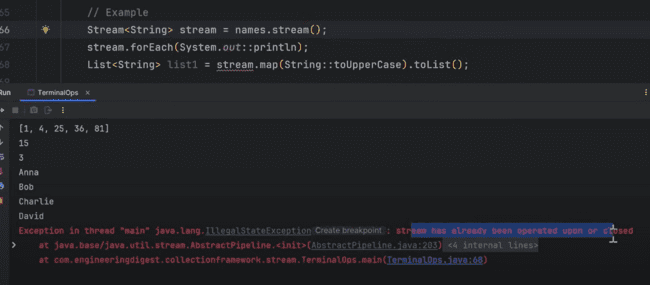 65 // Example
66 Stream<String> stream = names.stream();
67 stream.forEach(System.out::println);
68 List<String> list1 = stream.map(String::toUpperCase).toList();
Run TerminalOps ×
[1, 4, 25, 36, 81]
15
3
Anna
Bob
Charlie
David
Exception in thread "main" java.lang.IllegalStateException Create breakpoint : stream has already been operated upon or closed
at java.base/java.util.stream.AbstractPipeline.<init>(AbstractPipeline.java:203) <4 internal lines>
at com.engineeringdigest.collectionframework.stream.TerminalOps.main(TerminalOps.java:68)